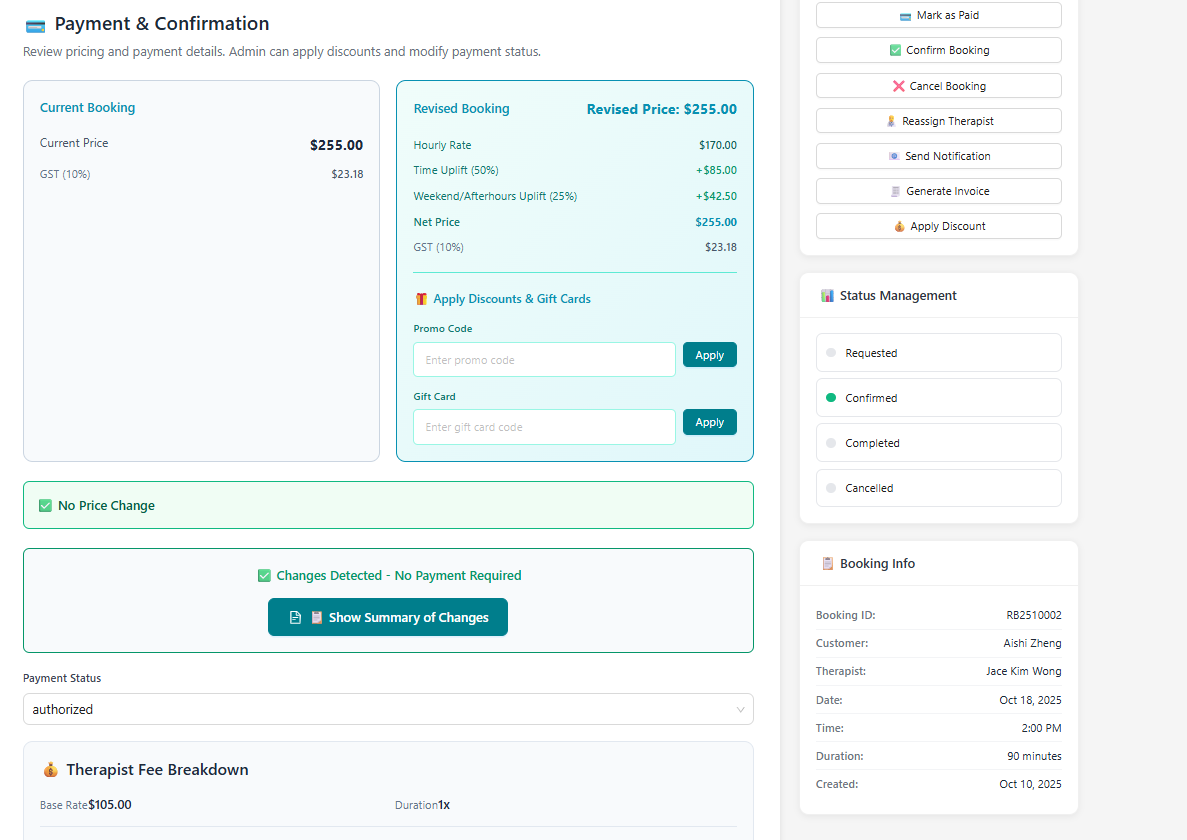 Payment & Confirmation
Review pricing and payment details. Admin can apply discounts and modify payment status.
Current Booking
Current Price $255.00
GST (10%) $23.18
Revised Booking Revised Price: $255.00
Hourly Rate $170.00
Time Uplift (50%) +$85.00
Weekend/Afterhours Uplift (25%) +$42.50
Net Price $255.00
GST (10%) $23.18
Apply Discounts & Gift Cards
Promo Code
Enter promo code Apply
Gift Card
Enter gift card code Apply
No Price Change
Changes Detected - No Payment Required
Show Summary of Changes
Payment Status
authorized
Therapist Fee Breakdown
Base Rate$105.00 Duration1x
Mark as Paid
Confirm Booking
Cancel Booking
Reassign Therapist
Send Notification
Generate Invoice
Apply Discount
Status Management
Requested
Confirmed
Completed
Cancelled
Booking Info
Booking ID: RB2510002
Customer: Aishi Zheng
Therapist: Jace Kim Wong
Date: Oct 18, 2025
Time: 2:00 PM
Duration: 90 minutes
Created: Oct 10, 2025